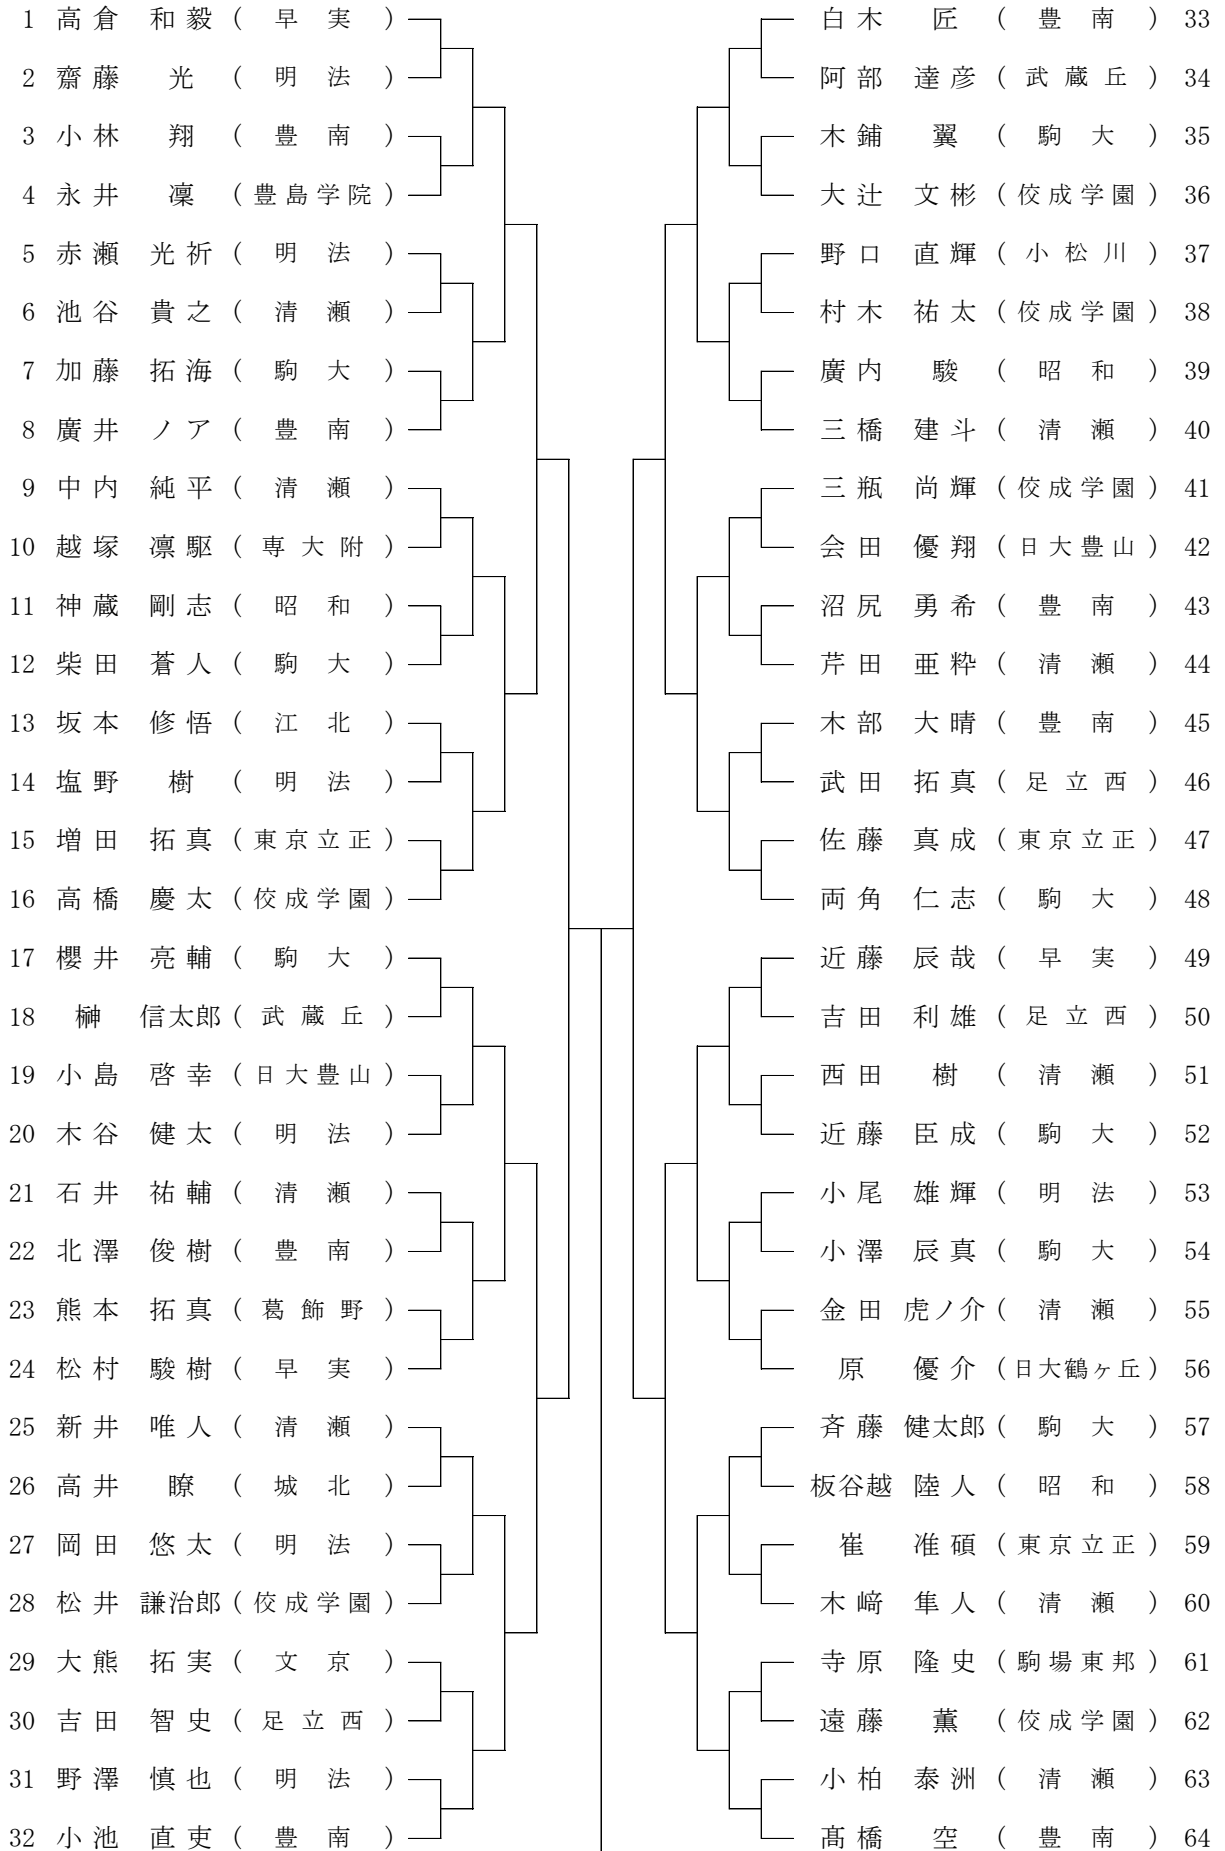 1 高倉 和毅 ( 早実 )
2 齋藤 光 ( 明法 )
3 小林 翔 ( 豊南 )
4 永井 凜 ( 豊島学院 )
5 赤瀬 光祈 ( 明法 )
6 池谷 貴之 ( 清瀬 )
7 加藤 拓海 ( 駒大 )
8 廣井 ノア ( 豊南 )
9 中内 純平 ( 清瀬 )
10 越塚 凛駆 ( 専大附 )
11 神蔵 剛志 ( 昭和 )
12 柴田 蒼人 ( 駒大 )
13 坂本 修悟 ( 江北 )
14 塩野 樹 ( 明法 )
15 増田 拓真 ( 東京立正 )
16 高橋 慶太 ( 佼成学園 )
17 櫻井 亮輔 ( 駒大 )
18 榊 信太郎 ( 武蔵丘 )
19 小島 啓幸 ( 日大豊山 )
20 木谷 健太 ( 明法 )
21 石井 祐輔 ( 清瀬 )
22 北澤 俊樹 ( 豊南 )
23 熊本 拓真 ( 葛飾野 )
24 松村 駿樹 ( 早実 )
25 新井 唯人 ( 清瀬 )
26 高井 瞭 ( 城北 )
27 岡田 悠太 ( 明法 )
28 松井 謙治郎 ( 佼成学園 )
29 大熊 拓実 ( 文京 )
30 吉田 智史 ( 足立西 )
31 野澤 慎也 ( 明法 )
32 小池 直吏 ( 豊南 )
白木 匠 ( 豊南 ) 33
阿部 達彦 ( 武蔵丘 ) 34
木鋪 翼 ( 駒大 ) 35
大辻 文彬 ( 佼成学園 ) 36
野口 直輝 ( 小松川 ) 37
村木 祐太 ( 佼成学園 ) 38
廣内 駿 ( 昭和 ) 39
三橋 建斗 ( 清瀬 ) 40
三瓶 尚輝 ( 佼成学園 ) 41
会田 優翔 ( 日大豊山 ) 42
沼尻 勇希 ( 豊南 ) 43
芹田 亜粋 ( 清瀬 ) 44
木部 大晴 ( 豊南 ) 45
武田 拓真 ( 足立西 ) 46
佐藤 真成 ( 東京立正 ) 47
両角 仁志 ( 駒大 ) 48
近藤 辰哉 ( 早実 ) 49
吉田 利雄 ( 足立西 ) 50
西田 樹 ( 清瀬 ) 51
近藤 臣成 ( 駒大 ) 52
小尾 雄輝 ( 明法 ) 53
小澤 辰真 ( 駒大 ) 54
金田 虎ノ介 ( 清瀬 ) 55
原 優介 ( 日大鶴ヶ丘 ) 56
斉藤 健太郎 ( 駒大 ) 57
板谷越 陸人 ( 昭和 ) 58
崔 准碩 ( 東京立正 ) 59
木﨑 隼人 ( 清瀬 ) 60
寺原 隆史 ( 駒場東邦 ) 61
遠藤 薫 ( 佼成学園 ) 62
小柏 泰洲 ( 清瀬 ) 63
髙橋 空 ( 豊南 ) 64